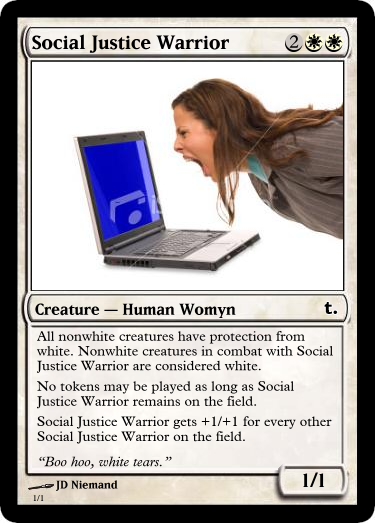 Social Justice Warrior 2
Creature — Human Womyn t.
All nonwhite creatures have protection from
white. Nonwhite creatures in combat with Social
Justice Warrior are considered white.
No tokens may be played as long as Social
Justice Warrior remains on the field.
Social Justice Warrior gets +1/+1 for every other
Social Justice Warrior on the field.
“Boo hoo, white tears.”
1/1
JD Niemand
1/1